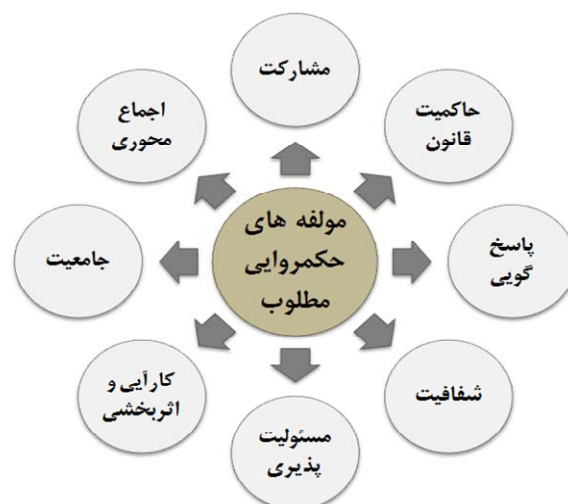 مشارکت
حاکمیت
قانون
پاسخ
گویی
شفافیت
مسئولیت
پذیری
کارآیی و
اثربخشی
جامعیت
اجماع
محوری
مولفه های
حکمروایی
مطلوب